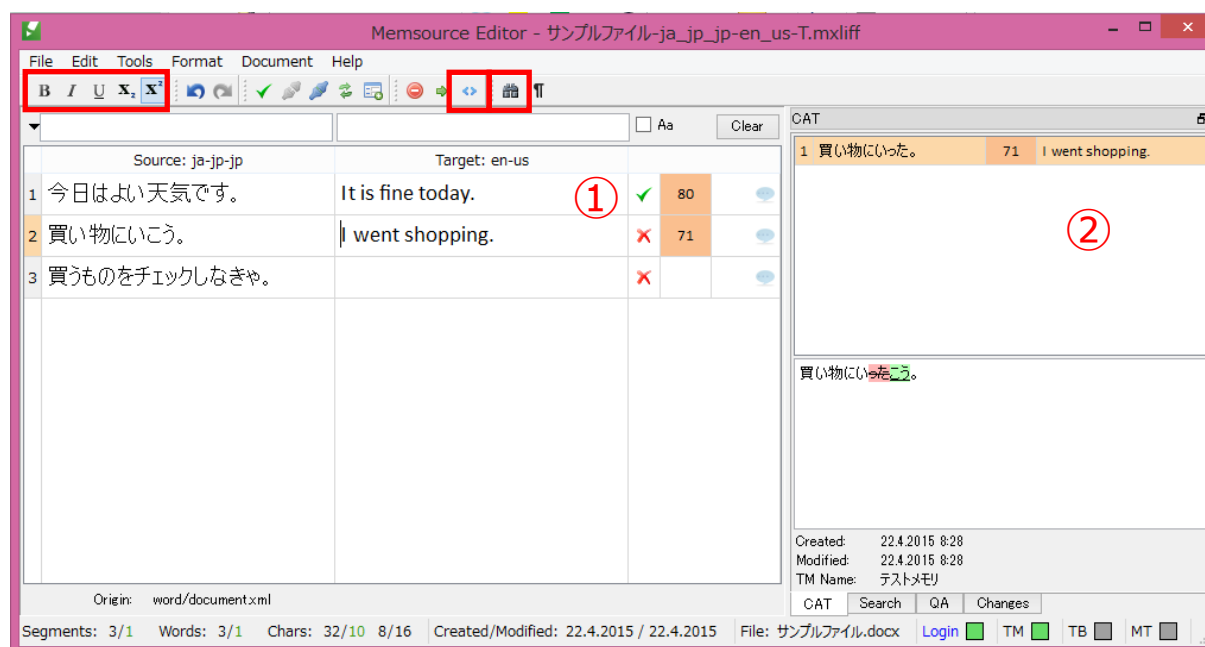 Memsource Editor - サンプルファイル-ja_jp_jp-en_us-T.mxliff
File Edit Tools Format Document Help
B I U X₂ X² ¶
Aa Clear
Source: ja-jp-jp Target: en-us
1 今日はよい天気です。 It is fine today. ① 80
2 買い物にいこう。 I went shopping. 71
3 買うものをチェックしなきゃ。
Origin: word/document.xml
CAT
1 買い物にいった。 71 I went shopping.
②
買い物にいったこう。
Created: 22.4.2015 8:28
Modified: 22.4.2015 8:28
TM Name: テストメモリ
CAT Search QA Changes
Segments: 3/1 Words: 3/1 Chars: 32/10 8/16 Created/Modified: 22.4.2015 / 22.4.2015 File: サンプルファイル.docx Login TM TB MT